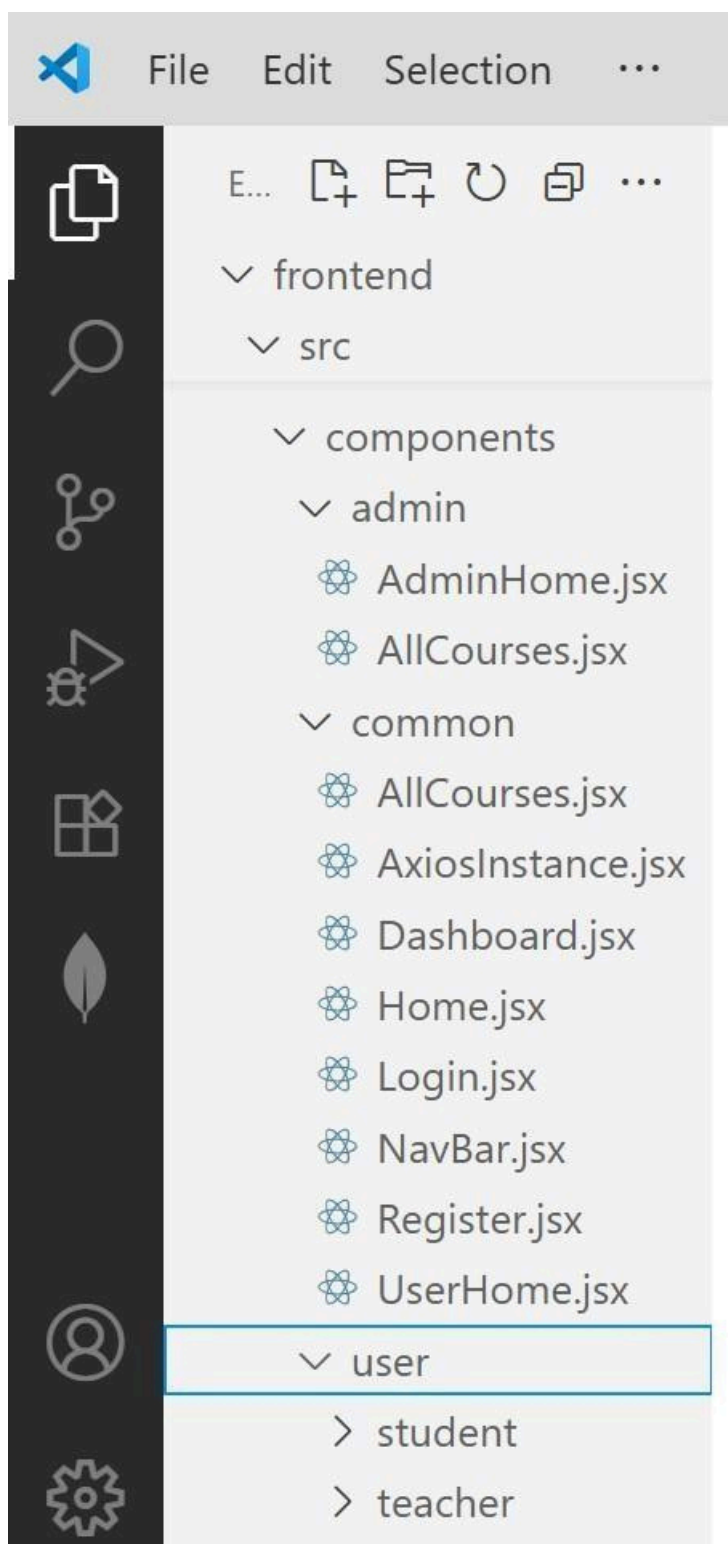 File Edit Selection ...
E...
frontend
src
components
admin
AdminHome.jsx
AllCourses.jsx
common
AllCourses.jsx
AxiosInstance.jsx
Dashboard.jsx
Home.jsx
Login.jsx
NavBar.jsx
Register.jsx
UserHome.jsx
user
student
teacher